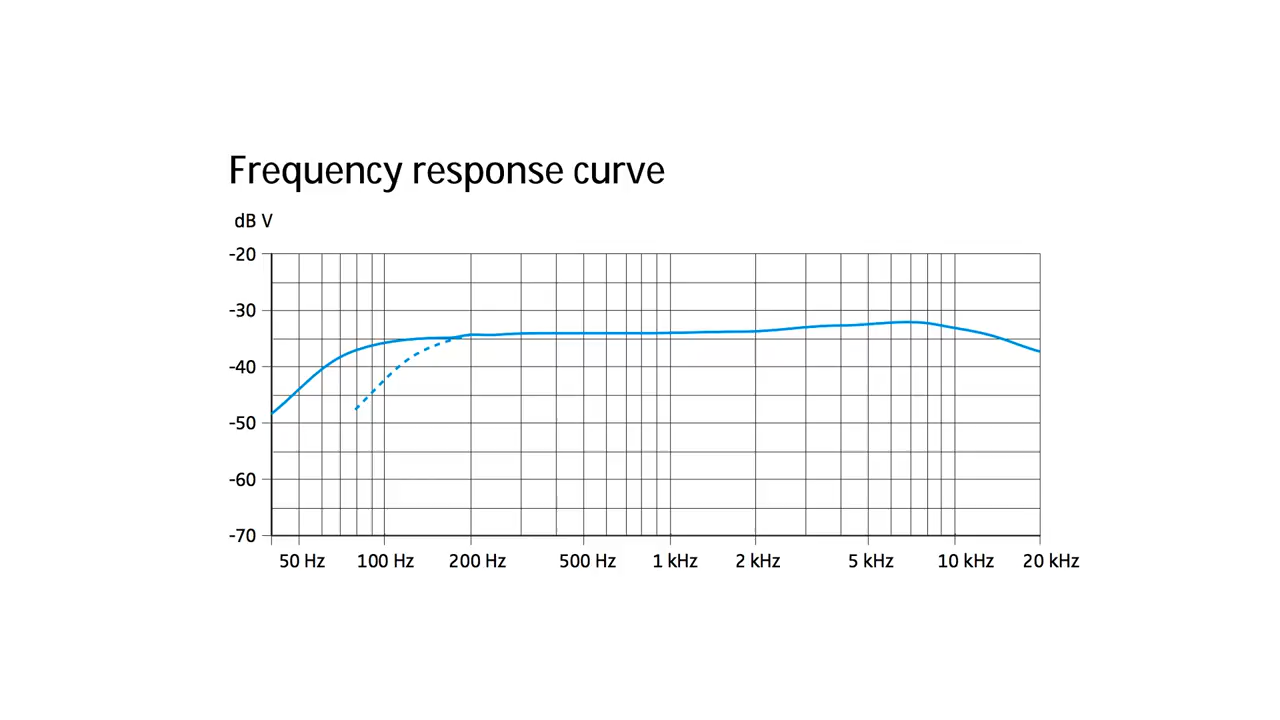 Frequency response curve
dB V
-20
-30
-40
-50
-60
-70
50 Hz 100 Hz 200 Hz 500 Hz 1 kHz 2 kHz 5 kHz 10 kHz 20 kHz